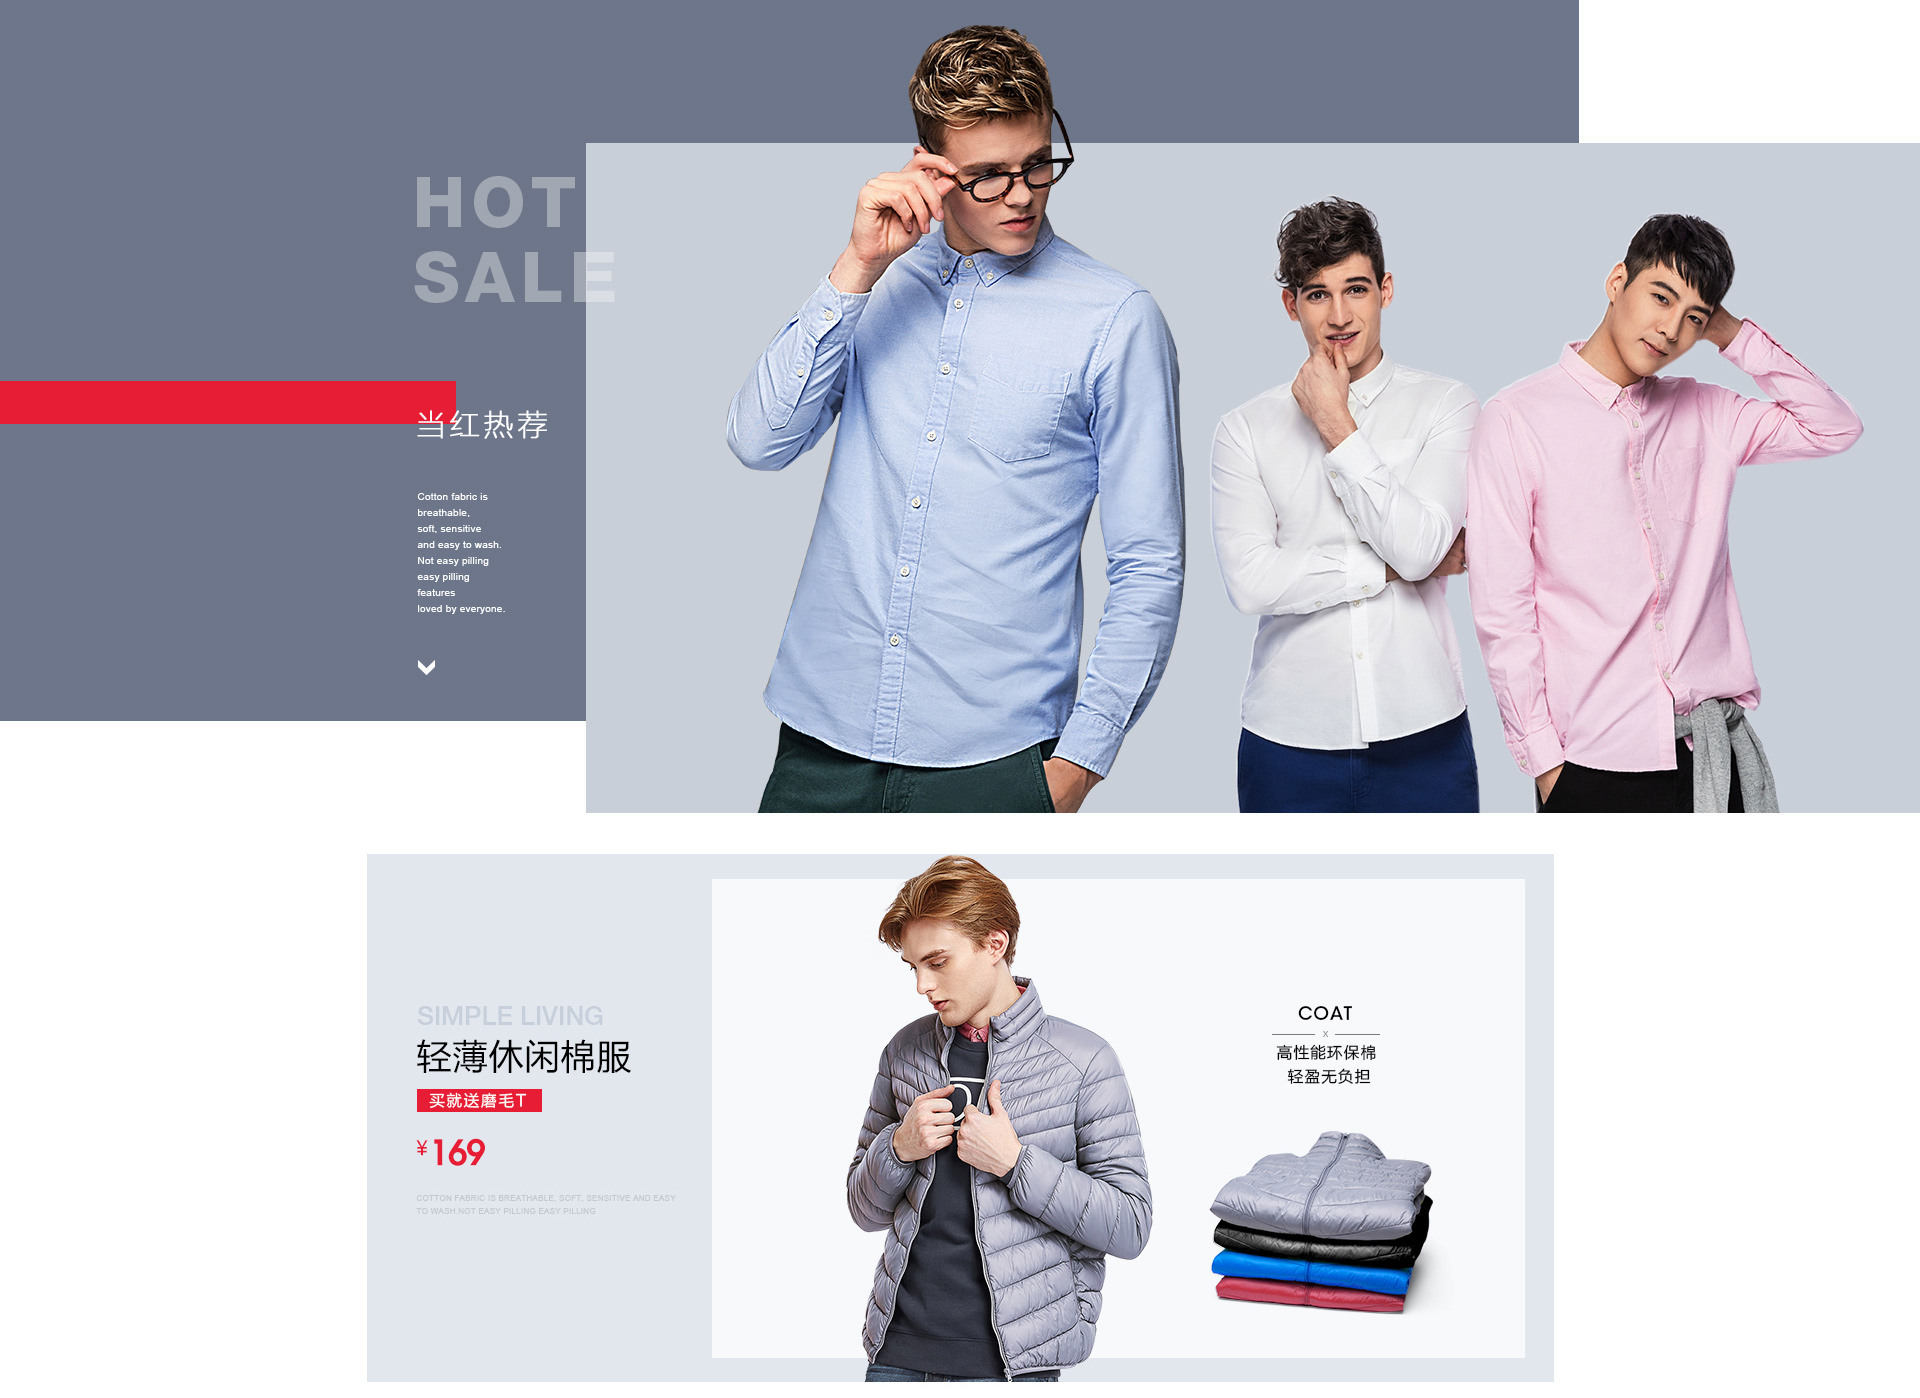 HOT
SALE
当红热荐
Cotton fabric is
breathable,
soft, sensitive
and easy to wash.
Not easy pilling
easy pilling
features
loved by everyone.
SIMPLE LIVING
轻薄休闲棉服
买就送磨毛T
¥169
COTTON FABRIC IS BREATHABLE, SOFT, SENSITIVE AND EASY
TO WASH.NOT EASY PILLING EASY PILLING
COAT
x
高性能环保棉
轻盈无负担